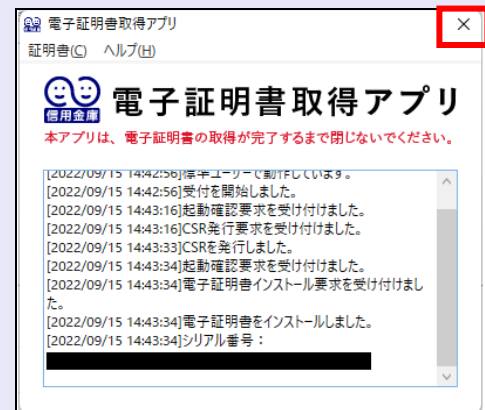 電子証明書取得アプリ
証明書(C) ヘルプ(H)
信用金庫
電子証明書取得アプリ
本アプリは、電子証明書の取得が完了するまで閉じないでください。
[2022/09/15 14:42:56]標準ユーザーで動作しています。
[2022/09/15 14:42:56]受付を開始しました。
[2022/09/15 14:43:16]起動確認要求を受け付けました。
[2022/09/15 14:43:16]CSR発行要求を受け付けました。
[2022/09/15 14:43:33]CSRを発行しました。
[2022/09/15 14:43:34]起動確認要求を受け付けました。
[2022/09/15 14:43:34]電子証明書インストール要求を受け付けまし
た。
[2022/09/15 14:43:34]電子証明書をインストールしました。
[2022/09/15 14:43:34]シリアル番号：